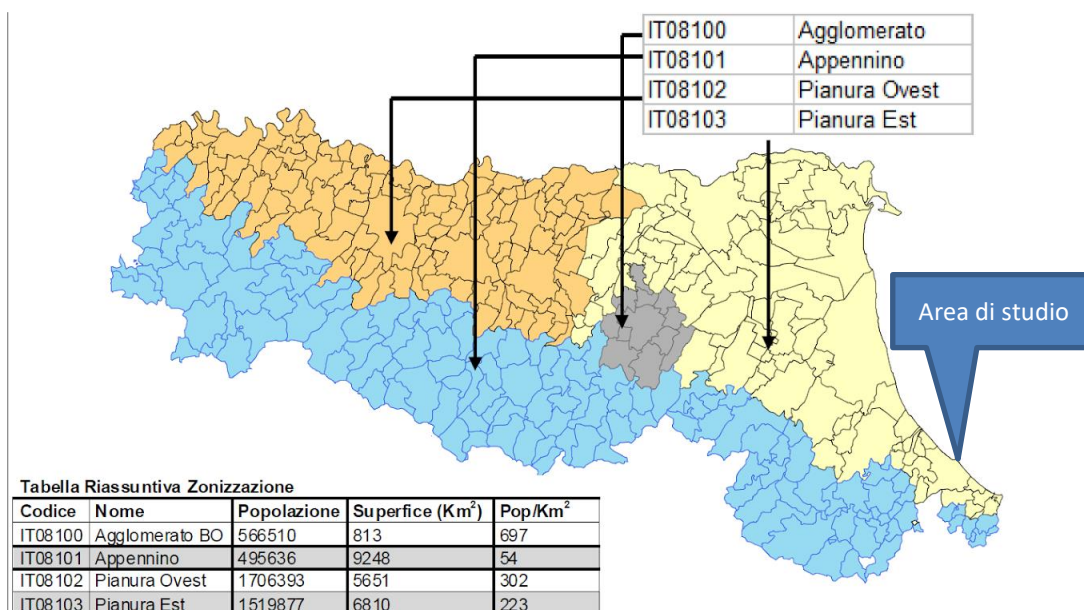 IT08100 Agglomerato
IT08101 Appennino
IT08102 Pianura Ovest
IT08103 Pianura Est
Area di studio
Tabella Riassuntiva Zonizzazione
Codice Nome Popolazione Superfice (Km²) Pop/Km²
IT08100 Agglomerato BO 566510 813 697
IT08101 Appennino 495636 9248 54
IT08102 Pianura Ovest 1706393 5651 302
IT08103 Pianura Est 1519877 6810 223